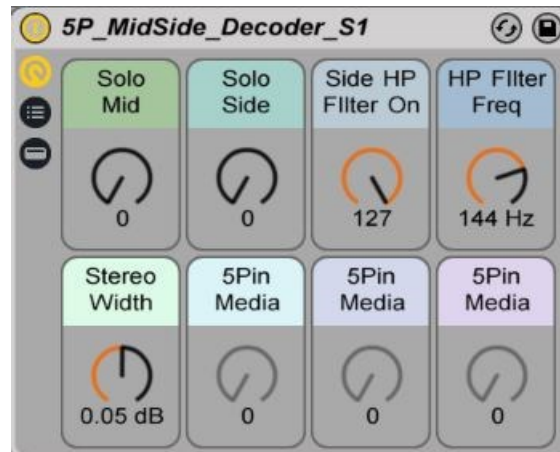 5P_MidSide_Decoder_S1
Solo
Mid
Solo
Side
Side HP
FIlter On
HP FIlter
Freq
0
0
127
144 Hz
Stereo
Width
5Pin
Media
5Pin
Media
5Pin
Media
0.05 dB
0
0
0